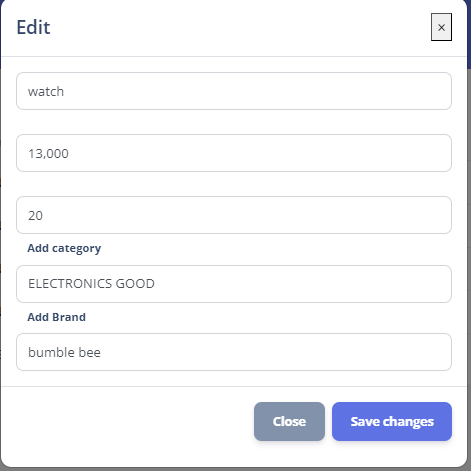 Edit
×
watch
13,000
20
Add category
ELECTRONICS GOOD
Add Brand
bumble bee
Close
Save changes